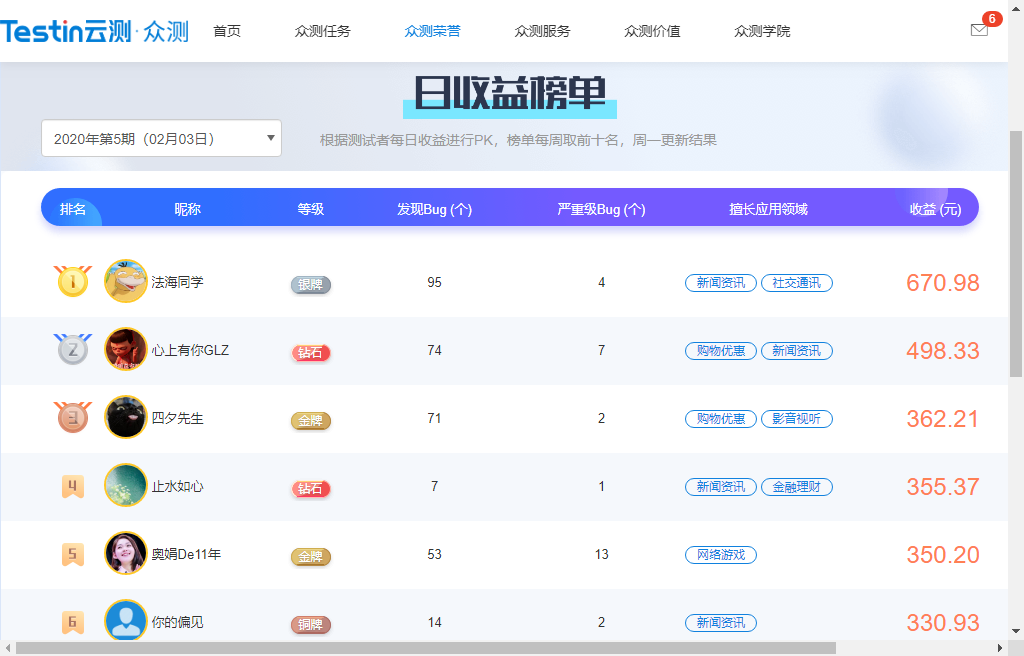 Testin云测·众测 首页 众测任务 众测荣誉 众测服务 众测价值 众测学院 6
日收益榜单
2020年第5期（02月03日） 根据测试者每日收益进行PK，榜单每周取前十名，周一更新结果
排名 昵称 等级 发现Bug (个) 严重级Bug (个) 擅长应用领域 收益 (元)
1 法海同学 银牌 95 4 新闻资讯 社交通讯 670.98
2 心上有你GLZ 钻石 74 7 购物优惠 新闻资讯 498.33
3 四夕先生 金牌 71 2 购物优惠 影音视听 362.21
4 止水如心 钻石 7 1 新闻资讯 金融理财 355.37
5 奥娟De11年 金牌 53 13 网络游戏 350.20
6 你的偏见 铜牌 14 2 新闻资讯 330.93